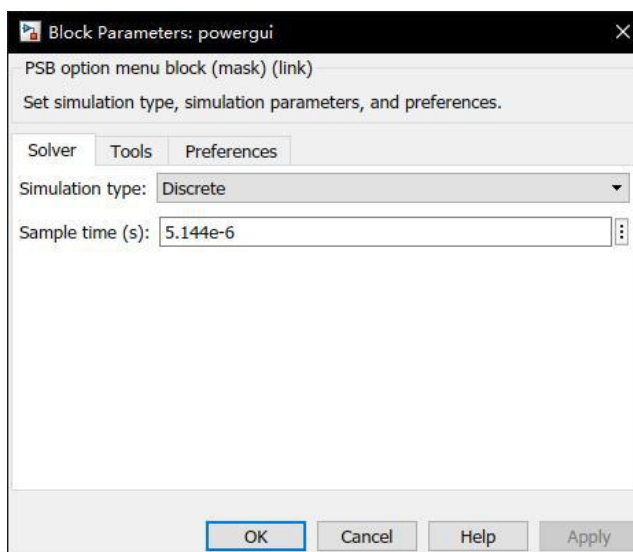 Block Parameters: powergui
PSB option menu block (mask) (link)
Set simulation type, simulation parameters, and preferences.
Solver Tools Preferences
Simulation type: Discrete
Sample time (s): 5.144e-6
OK Cancel Help Apply